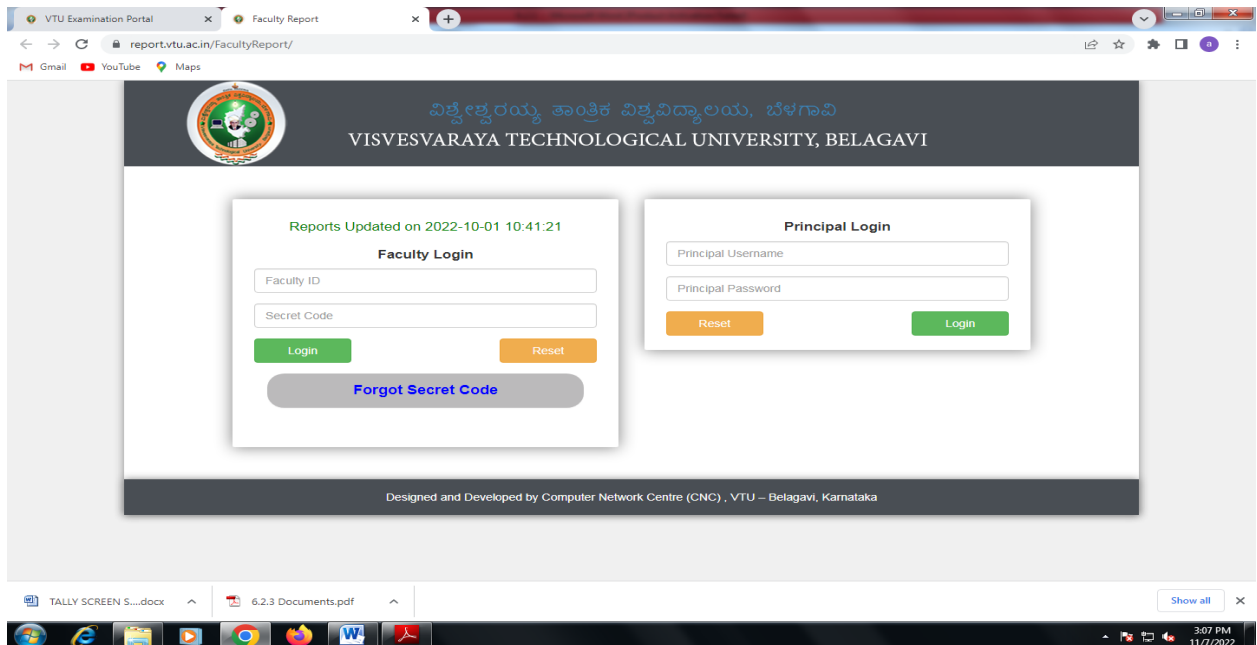 VTU Examination Portal
Faculty Report
report.vtu.ac.in/FacultyReport/
a
Gmail
YouTube
Maps
ವಿಶ್ವೇಶ್ವರಯ್ಯ ತಾಂತ್ರಿಕ ವಿಶ್ವವಿದ್ಯಾಲಯ, ಬೆಳಗಾವಿ
VISVESVARAYA TECHNOLOGICAL UNIVERSITY, BELAGAVI
Reports Updated on 2022-10-01 10:41:21
Faculty Login
Faculty ID
Secret Code
Login
Reset
Forgot Secret Code
Principal Login
Principal Username
Principal Password
Reset
Login
Designed and Developed by Computer Network Centre (CNC) , VTU – Belagavi, Karnataka
TALLY SCREEN S....docx
6.2.3 Documents.pdf
Show all
3:07 PM
11/7/2022